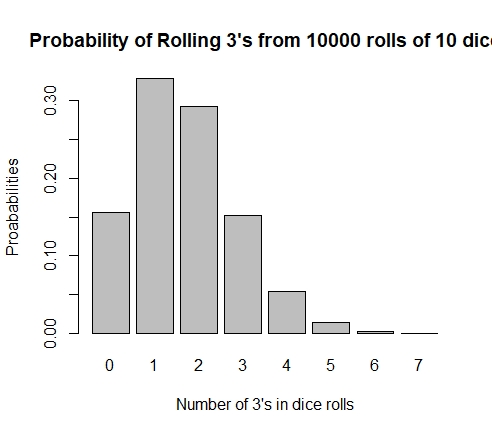 Probability of Rolling 3's from 10000 rolls of 10 dic
Proababilities
0.30
0.20
0.10
0.00
0 1 2 3 4 5 6 7
Number of 3's in dice rolls